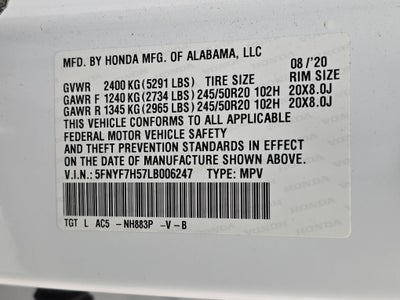 MFD. BY HONDA MFG. OF ALABAMA, LLC
08 /'20
GVWR 2400 KG(5291 LBS) TIRE SIZE RIM SIZE
GAWR F 1240 KG(2734 LBS) 245/50R20 102H 20X8.0J
GAWR R 1345 KG(2965 LBS) 245/50R20 102H 20X8.0J
THIS VEHICLE CONFORMS TO ALL APPLICABLE
FEDERAL MOTOR VEHICLE SAFETY
AND THEFT PREVENTION STANDARDS IN EFFECT
ON THE DATE OF MANUFACTURE SHOWN ABOVE.
V.I.N.: 5FNYF7H57LB006247 TYPE: MPV
TGT L AC5 -NH883P -V-B